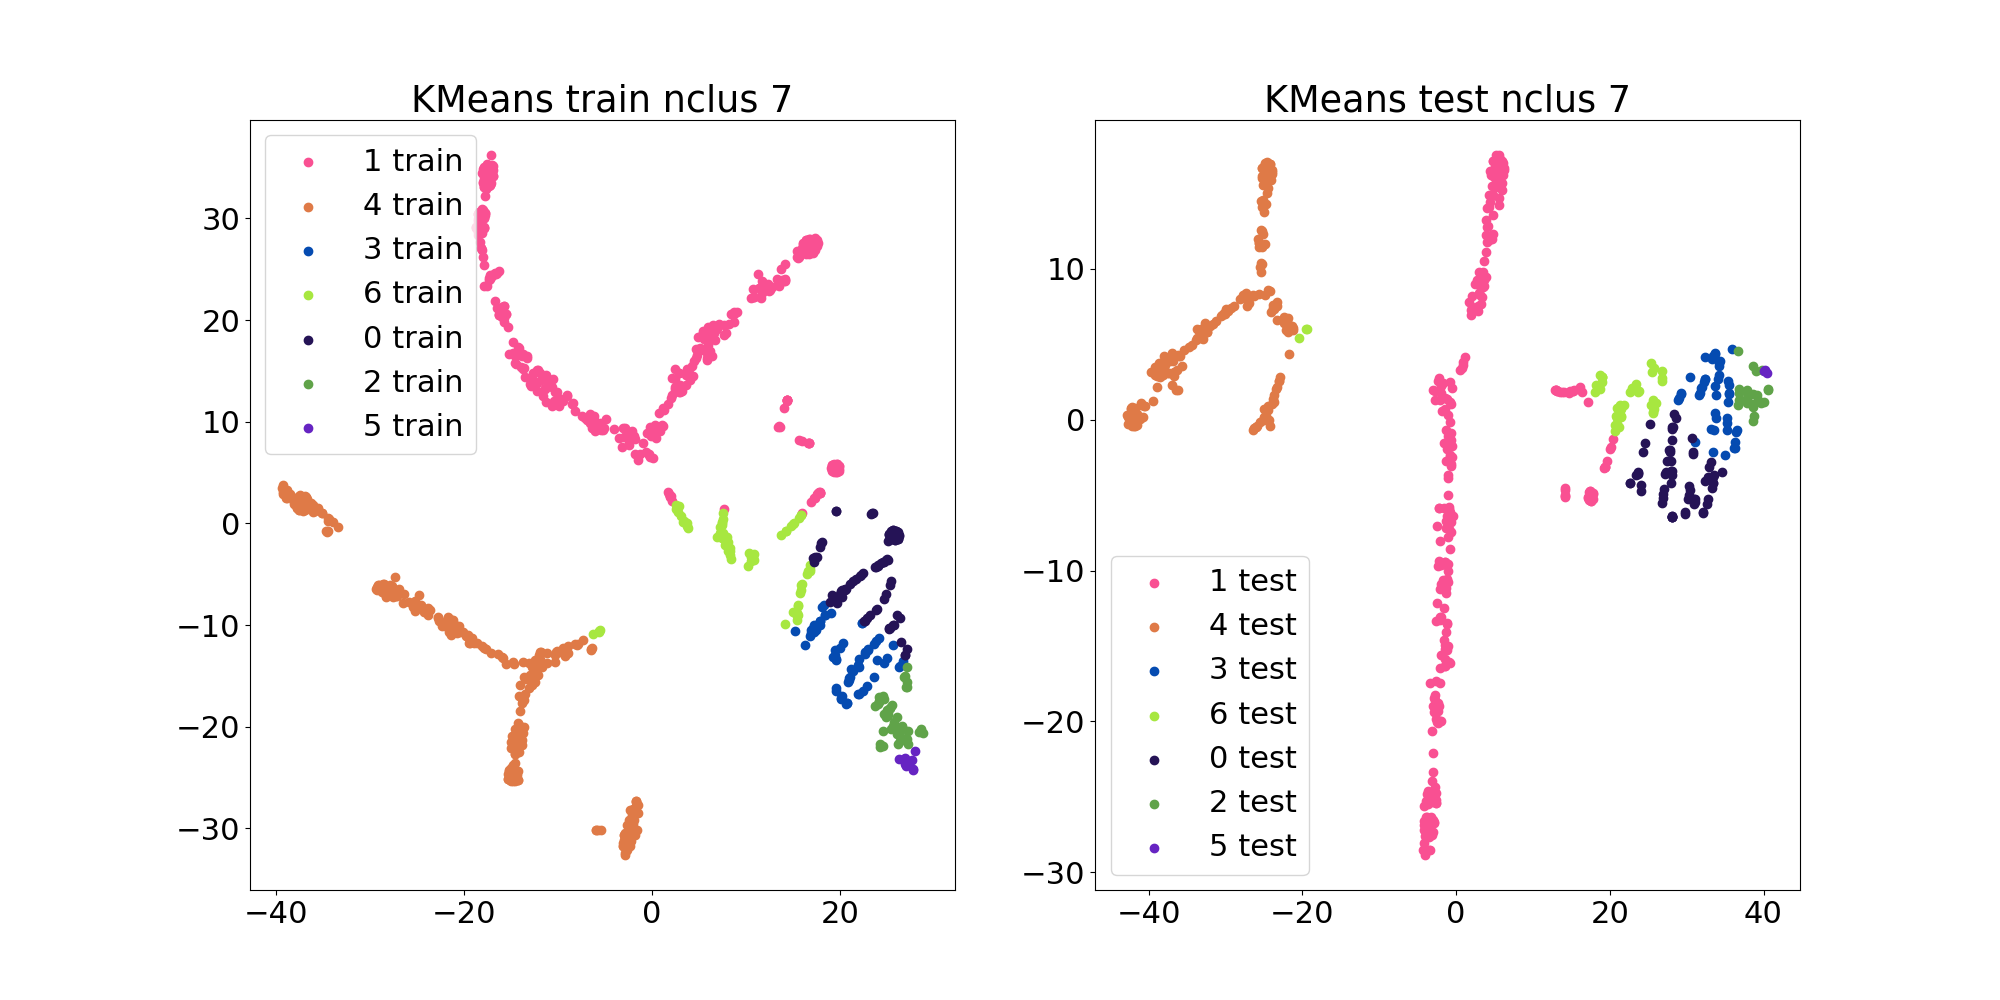 KMeans train nclus 7
1 train
4 train
3 train
6 train
0 train
2 train
5 train
30
20
10
0
−10
−20
−30
−40
−20
0
20
KMeans test nclus 7
1 test
4 test
3 test
6 test
0 test
2 test
5 test
10
0
−10
−20
−30
−40
−20
0
20
40